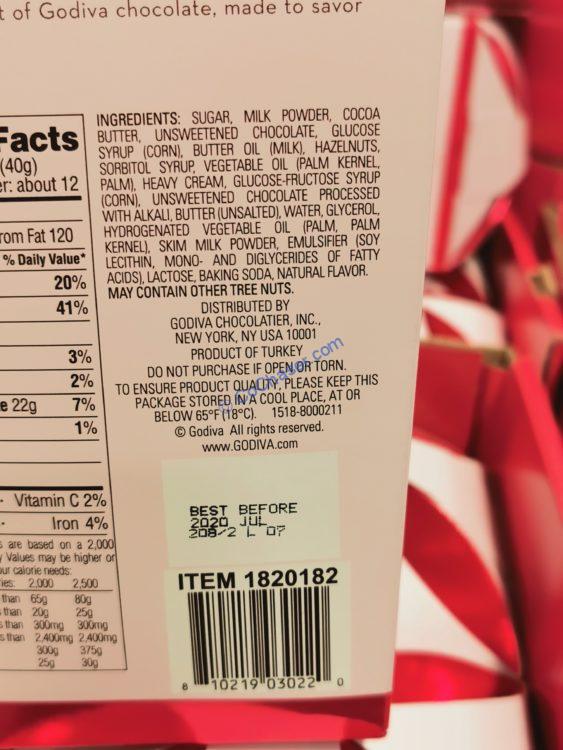 t of Godiva chocolate, made to savor
Facts
(40g)
er: about 12
rom Fat 120
% Daily Value*
20%
41%
3%
2%
e 22g 7%
1%
· Vitamin C 2%
· Iron 4%
s are based on a 2,000
y Values may be higher or
ur calorie needs:
ies: 2,000 2,500
than 65g 80g
s than 20g 25g
s than 300mg 300mg
s than 2,400mg 2,400mg
300g 375g
25g 30g
INGREDIENTS: SUGAR, MILK POWDER, COCOA
BUTTER, UNSWEETENED CHOCOLATE, GLUCOSE
SYRUP (CORN), BUTTER OIL (MILK), HAZELNUTS,
SORBITOL SYRUP, VEGETABLE OIL (PALM KERNEL,
PALM), HEAVY CREAM, GLUCOSE-FRUCTOSE SYRUP
(CORN), UNSWEETENED CHOCOLATE PROCESSED
WITH ALKALI, BUTTER (UNSALTED), WATER, GLYCEROL,
HYDROGENATED VEGETABLE OIL (PALM, PALM
KERNEL), SKIM MILK POWDER, EMULSIFIER (SOY
LECITHIN, MONO- AND DIGLYCERIDES OF FATTY
ACIDS), LACTOSE, BAKING SODA, NATURAL FLAVOR.
MAY CONTAIN OTHER TREE NUTS.
DISTRIBUTED BY
GODIVA CHOCOLATIER, INC.,
NEW YORK, NY USA 10001
PRODUCT OF TURKEY
DO NOT PURCHASE IF OPEN OR TORN.
TO ENSURE PRODUCT QUALITY, PLEASE KEEP THIS
PACKAGE STORED IN A COOL PLACE, AT OR
BELOW 65°F (18°C). 1518-8000211
© Godiva All rights reserved.
www.GODIVA.com
© CoChaser.com
BEST BEFORE
2020 JUL
208/2 L 07
ITEM 1820182
8 10219 03022 0